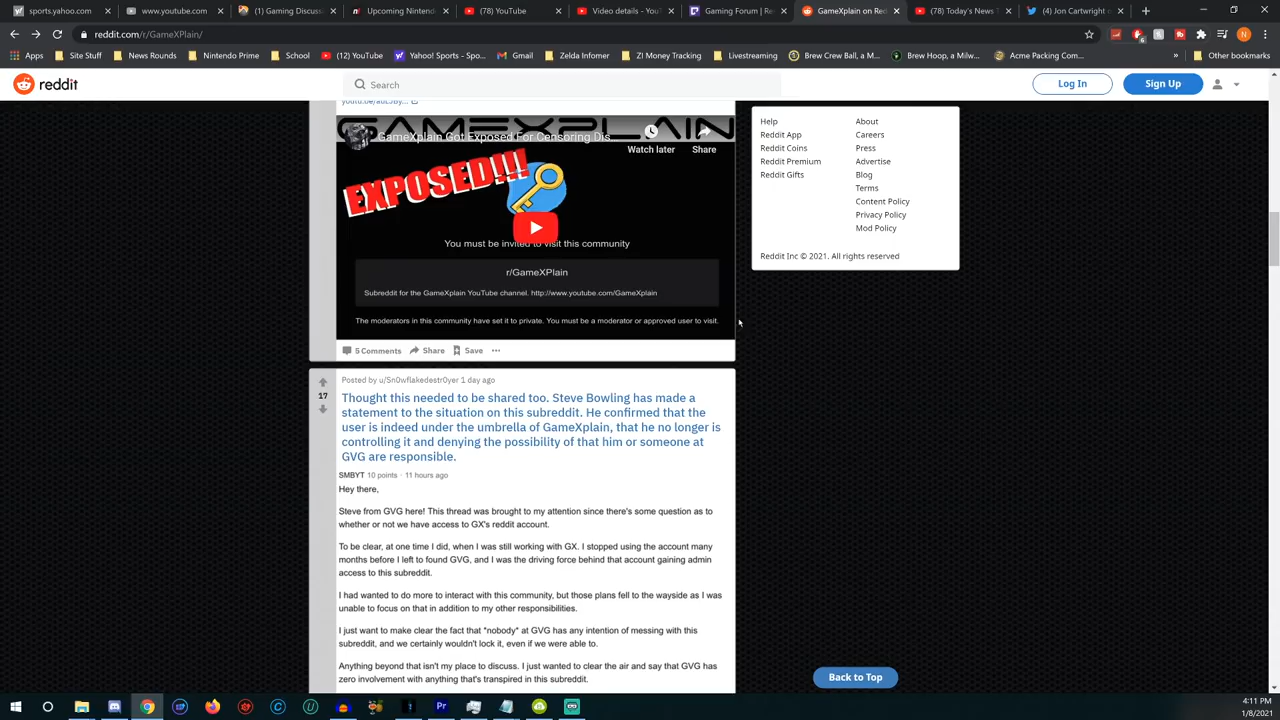 yahoo.com/sports
www.youtube.com
(1) Gaming Discuss
(78) YouTube
Gaming Forum | Re
GameXplain on Red
(78) Today's News T
(4) Jon Cartwright o
reddit.com/r/GameXPlain/
Apps
Stream
News Rounds
Nintendo Prime
School
(12) YouTube
Yahoo! Sports - Spo...
Gmail
Zelda Informer
ZI Money Tracking
Livestreaming
Brew Crew Ball, a M...
Brew Hoop, a Milw...
Acme Packing Com...
»
Other bookmarks
reddit
Search
Log In
Sign Up
GAMEXPLAIN
GameXplain Got Exposed For Censoring Dis...
Watch later
Share
EXPOSED!!!
You must be invited to visit this community
r/GameXPlain
Subreddit for the GameXplain YouTube channel. http://www.youtube.com/GameXplain
The moderators in this community have set it to private. You must be a moderator or approved user to visit.
5 Comments
Share
Save
Posted by u/Sn0wflakedestr0yer 1 day ago
17
Thought this needed to be shared too. Steve Bowling has made a
statement to the situation on this subreddit. He confirmed that the
user is indeed under the umbrella of GameXplain, that he no longer is
controlling it and denying the possibility of that him or someone at
GVG are responsible.
SMBYT 10 points · 11 hours ago
Hey there,
Steve from GVG here! This thread was brought to my attention since there's some question as to
whether or not we have access to GX's reddit account.
To be clear, at one time I did, when I was still working with GX. I stopped using the account many
months before I left to found GVG, and I was the driving force behind that account gaining admin
access to this subreddit.
I had wanted to do more to interact with this community, but those plans fell to the wayside as I was
unable to focus on that in addition to my other responsibilities.
I just want to make clear the fact that *nobody* at GVG has any intention of messing with this
subreddit, and we certainly wouldn't lock it, even if we were able to.
Anything beyond that isn't my place to discuss. I just wanted to clear the air and say that GVG has
zero involvement with anything that's transpired in this subreddit.
Help
About
Reddit App
Careers
Reddit Coins
Press
Reddit Premium
Advertise
Reddit Gifts
Blog
Terms
Content Policy
Privacy Policy
Mod Policy
Reddit Inc © 2021. All rights reserved
Back to Top
4:11 PM
1/8/2021